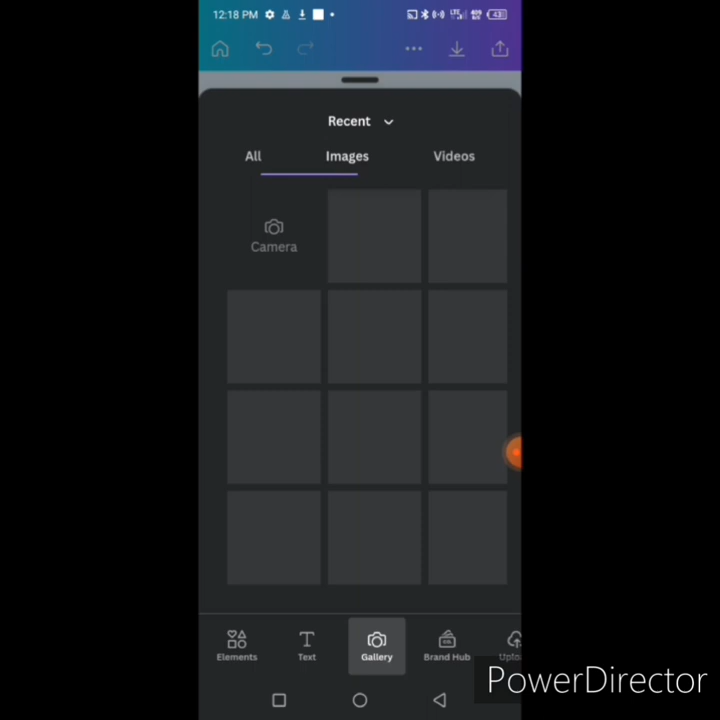 12:18 PM
Recent
All Images Videos
Camera
Elements Text Gallery Brand Hub
PowerDirector